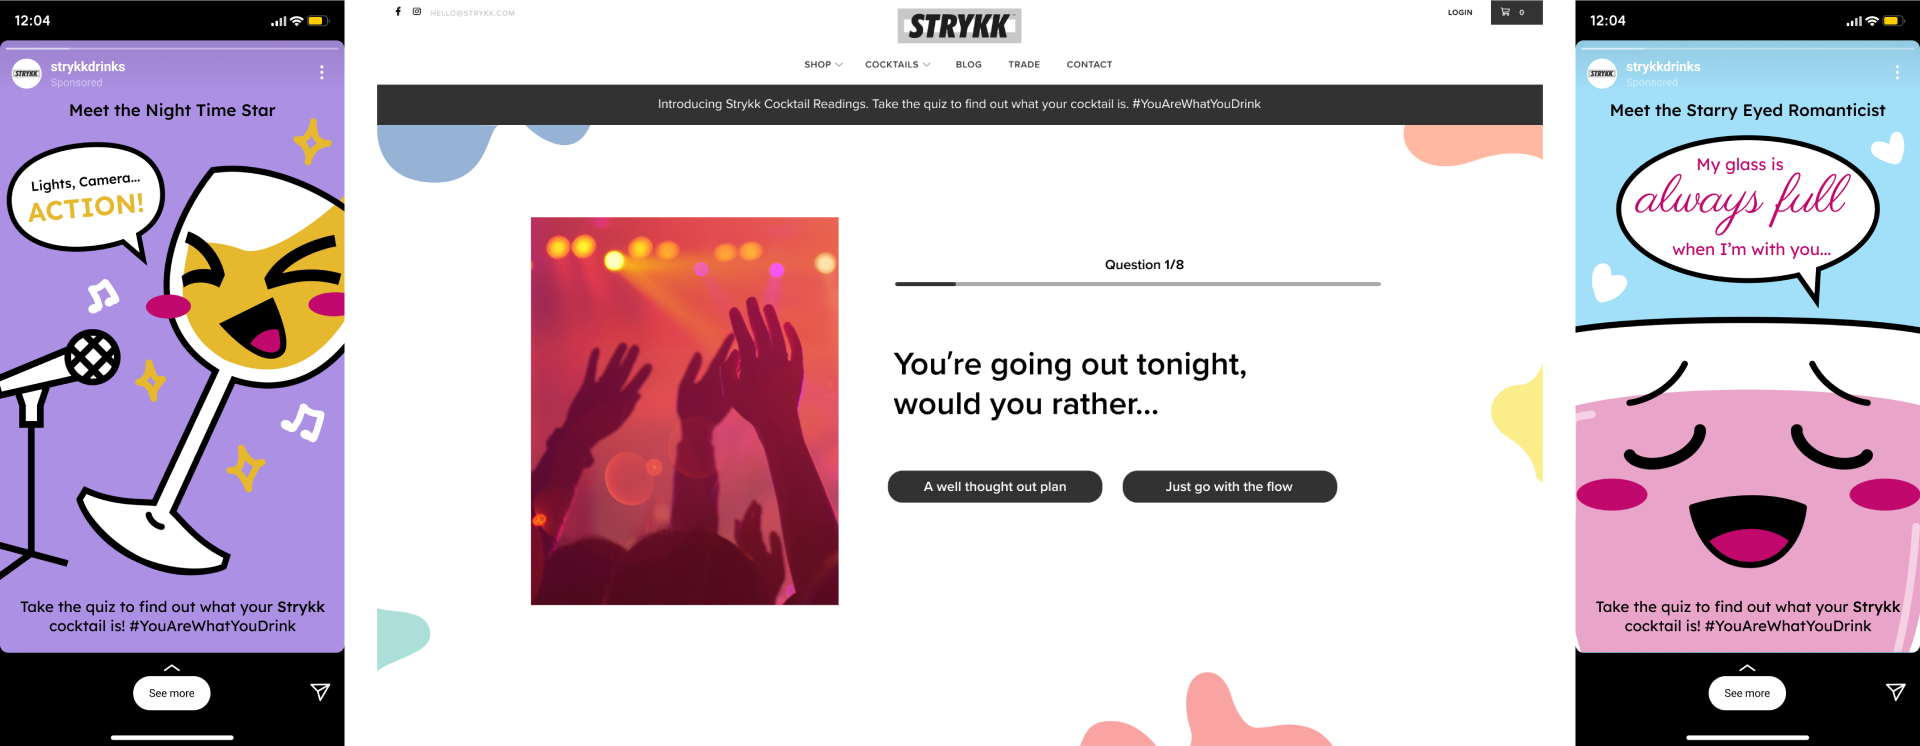 12:04
STRYKK
strykkdrinks
Sponsored
Meet the Night Time Star
Lights, Camera...
ACTION!
Take the quiz to find out what your Strykk
cocktail is! #YouAreWhatYouDrink
See more
HELLO@STRYKK.COM
STRYKK
LOGIN
0
SHOP
COCKTAILS
BLOG
TRADE
CONTACT
Introducing Strykk Cocktail Readings. Take the quiz to find out what your cocktail is. #YouAreWhatYouDrink
Question 1/8
You're going out tonight,
would you rather...
A well thought out plan
Just go with the flow
12:04
STRYKK
strykkdrinks
Sponsored
Meet the Starry Eyed Romanticist
My glass is
always full
when I'm with you...
Take the quiz to find out what your Strykk
cocktail is! #YouAreWhatYouDrink
See more